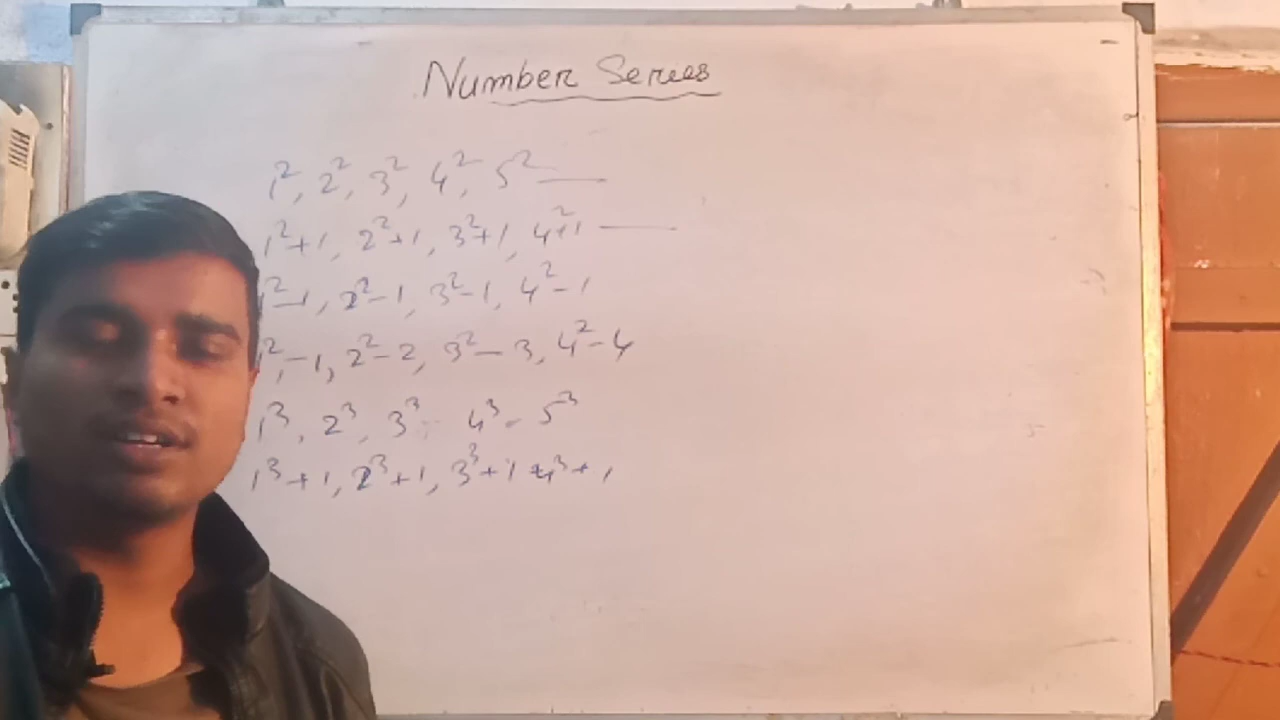 Number Series
1², 2², 3², 4², 5² —
1²+1, 2²+1, 3²+1, 4²+1 —
1²-1, 2²-1, 3²-1, 4²-1
1²-1, 2²-2, 3²-3, 4²-4
1³, 2³, 3³, 4³ - 5³
1³+1, 2³+1, 3³+1 4³+1